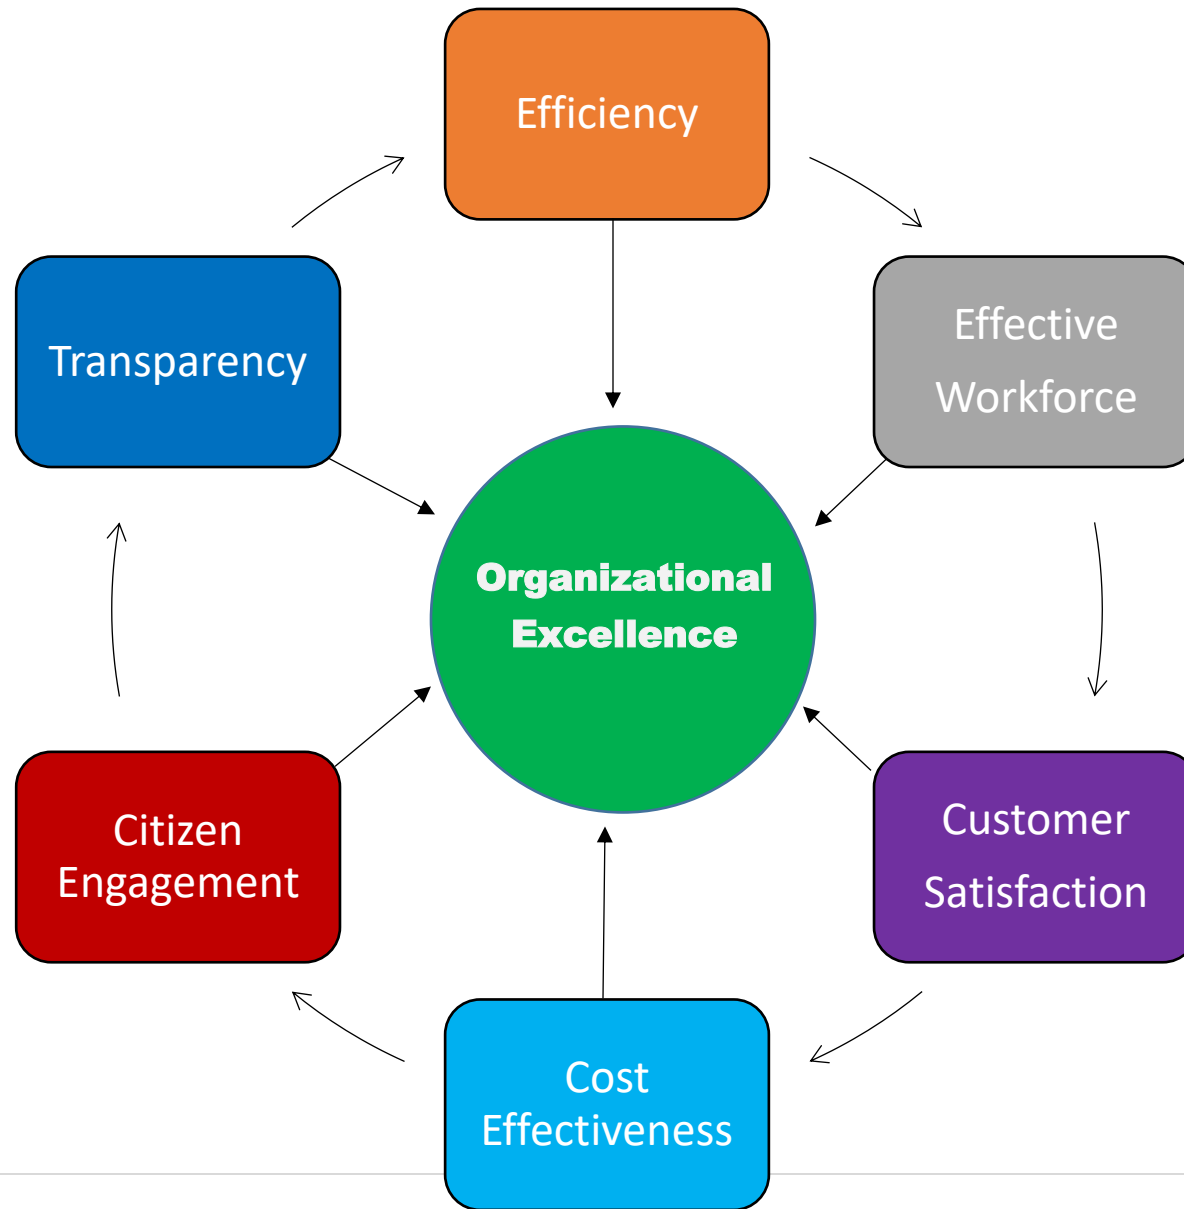 Efficiency
Effective
Workforce
Transparency
Organizational
Excellence
Customer
Satisfaction
Citizen
Engagement
Cost
Effectiveness